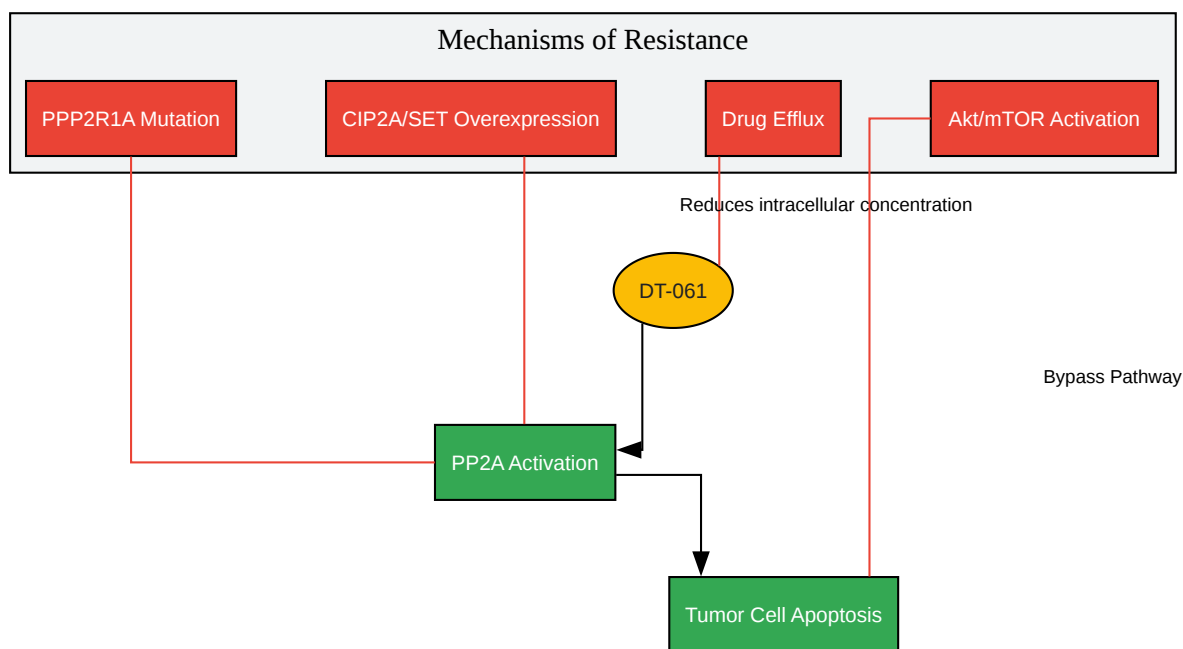 Mechanisms of Resistance
PPP2R1A Mutation
CIP2A/SET Overexpression
Drug Efflux
Akt/mTOR Activation
Reduces intracellular concentration
DT-061
Bypass Pathway
PP2A Activation
Tumor Cell Apoptosis